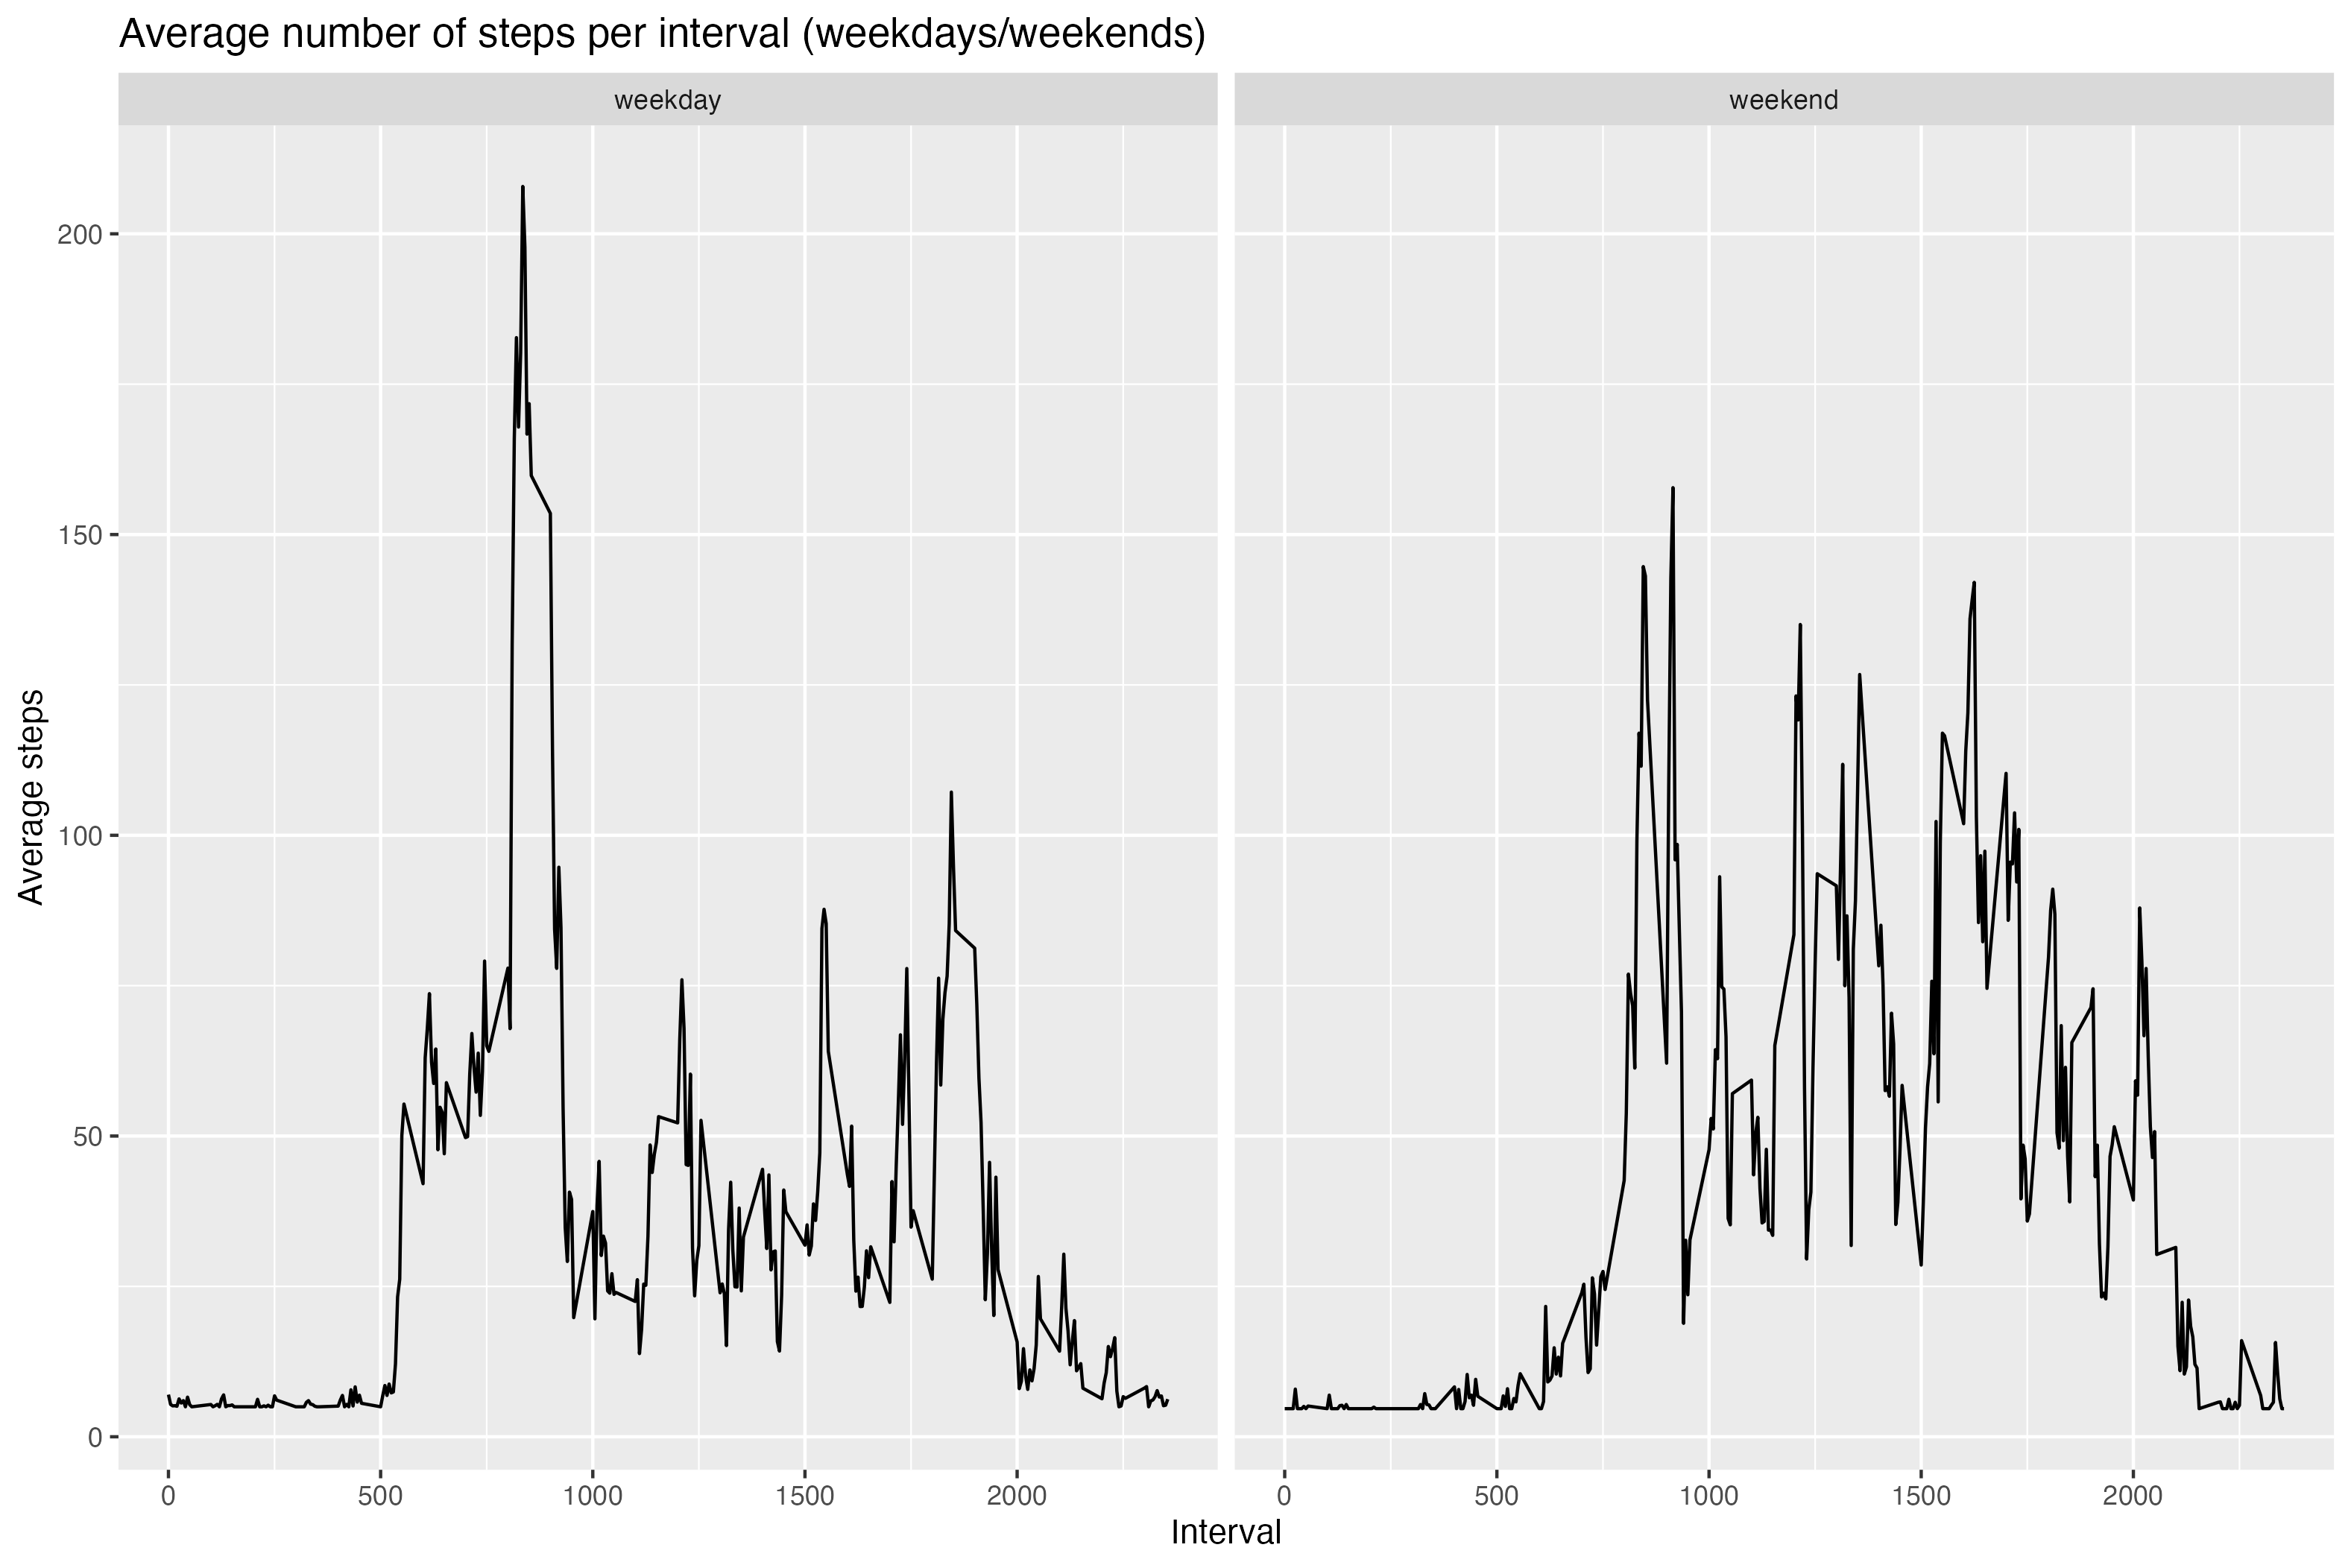 Average number of steps per interval (weekdays/weekends)
weekday
weekend
Average steps
200
150
100
50
0
0 500 1000 1500 2000
0 500 1000 1500 2000
Interval